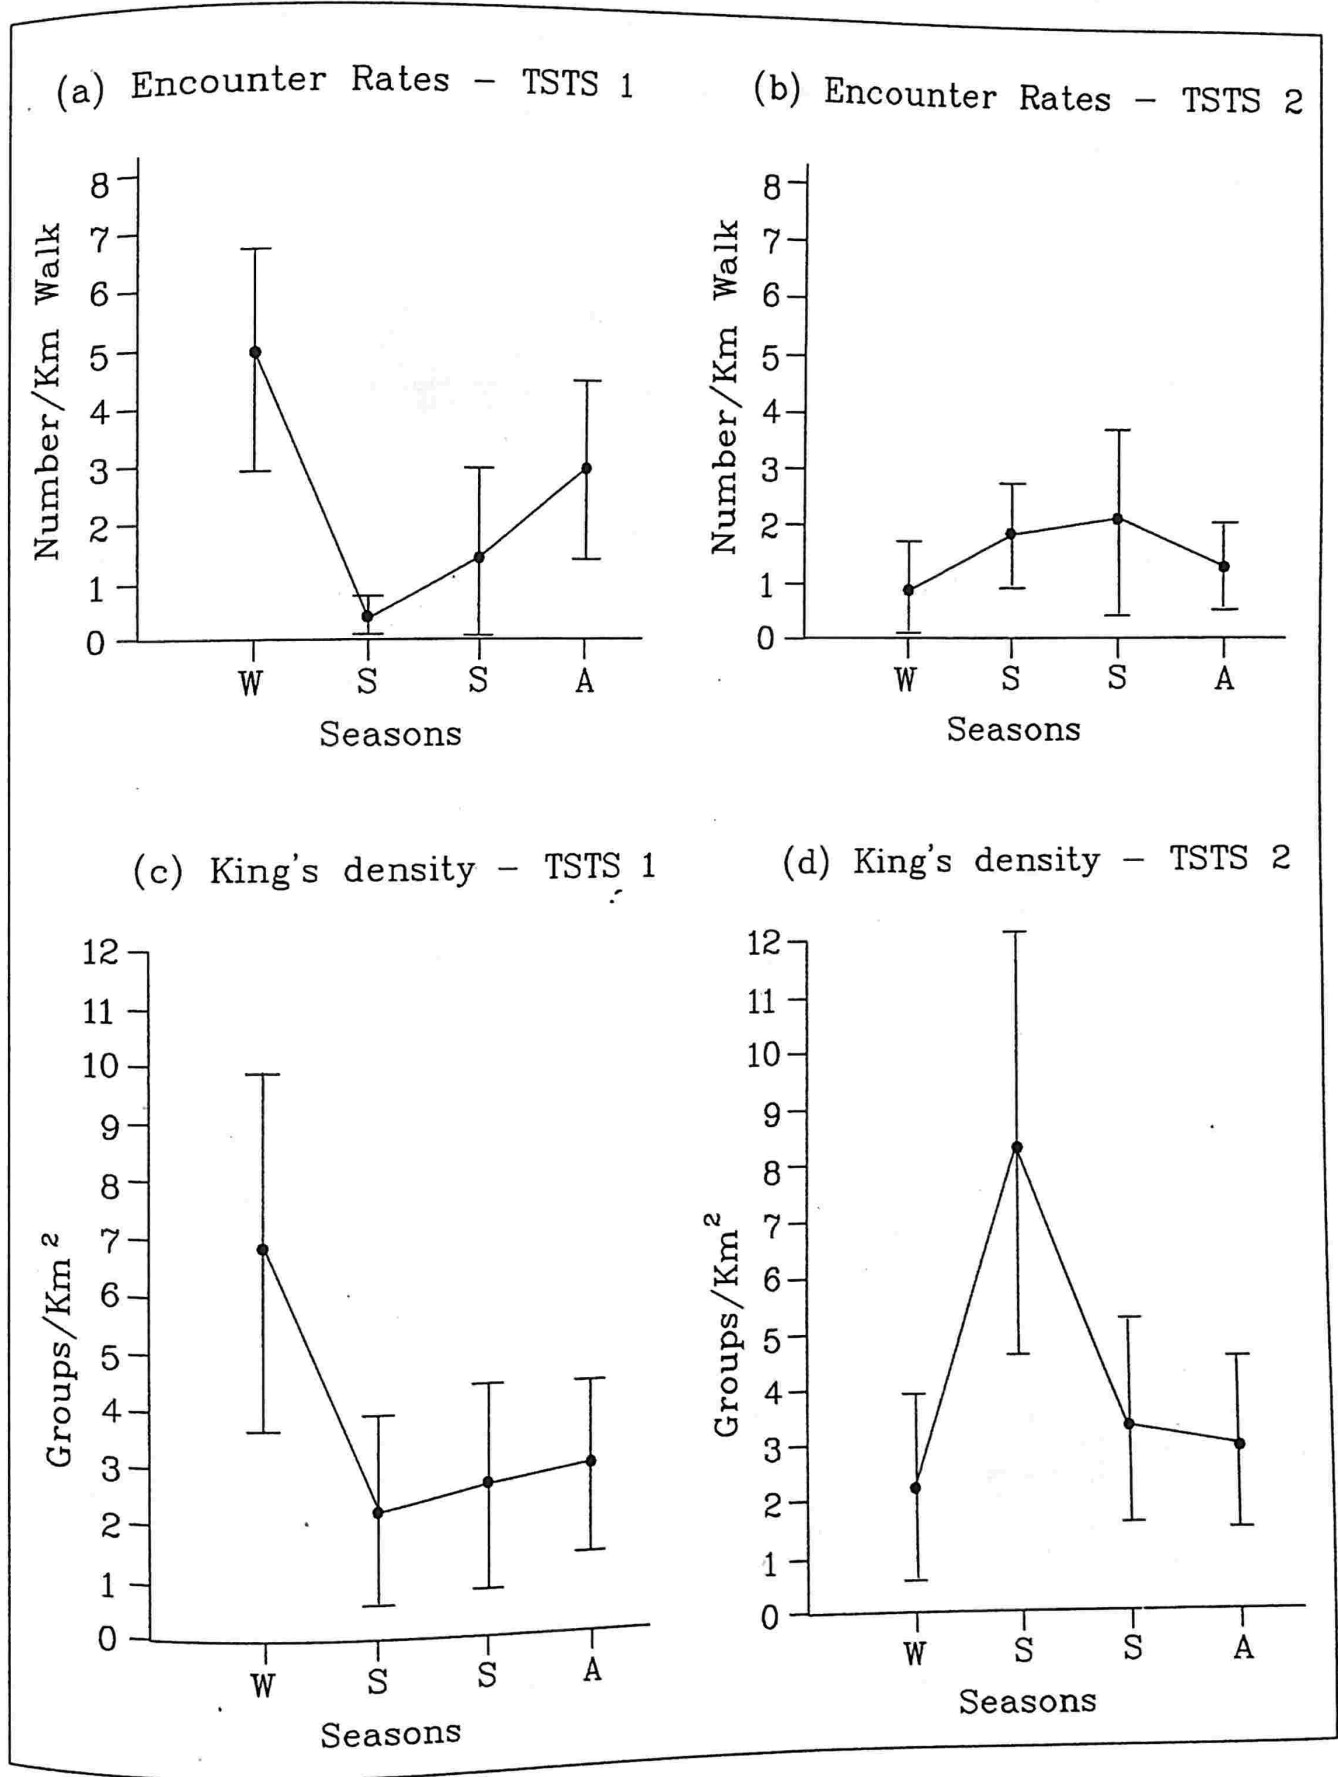 (a) Encounter Rates - TSTS 1
Number/Km Walk
8
7
6
5
4
3
2
1
0
W S S A
Seasons
(b) Encounter Rates - TSTS 2
Number/Km Walk
8
7
6
5
4
3
2
1
0
W S S A
Seasons
(c) King's density - TSTS 1
Groups/Km²
12
11
10
9
8
7
6
5
4
3
2
1
0
W S S A
Seasons
(d) King's density - TSTS 2
Groups/Km²
12
11
10
9
8
7
6
5
4
3
2
1
0
W S S A
Seasons